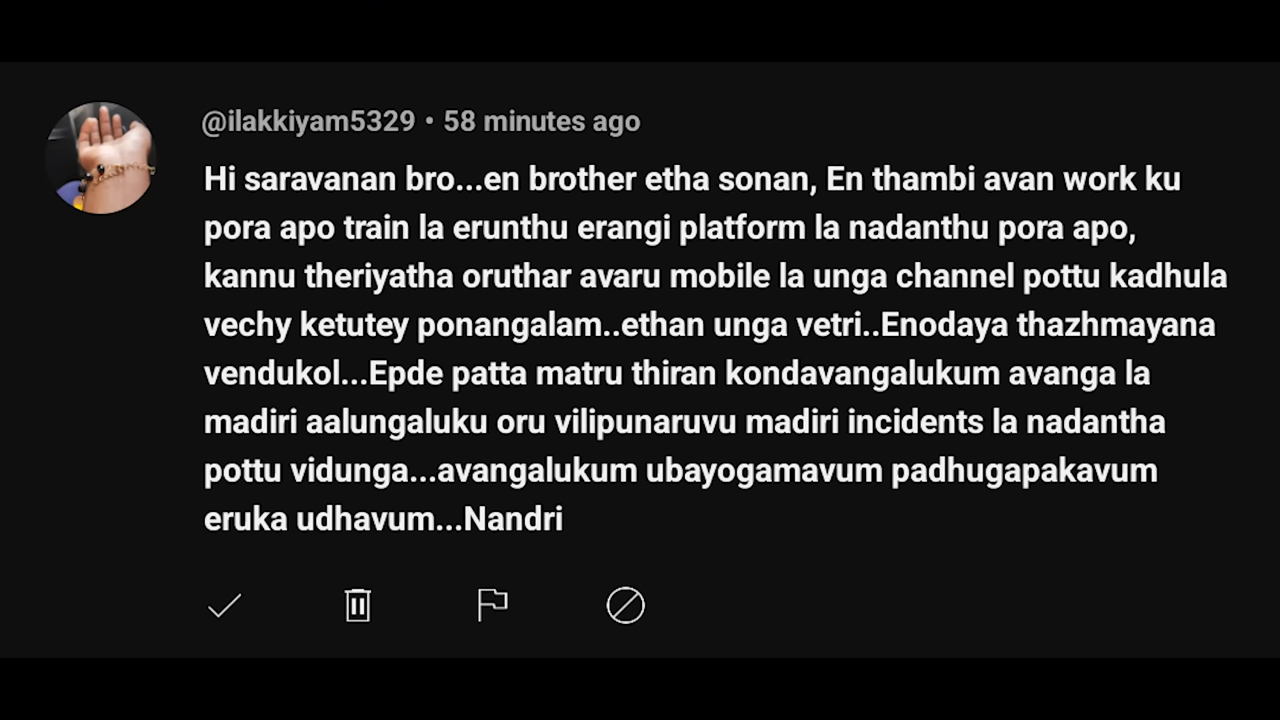 @ilakkiyam5329 • 58 minutes ago
Hi saravanan bro...en brother etha sonan, En thambi avan work ku
pora apo train la erunthu erangi platform la nadanthu pora apo,
kannu theriyatha oruthar avaru mobile la unga channel pottu kadhula
vechy ketutey ponangalam..ethan unga vetri..Enodaya thazhmayana
vendukol...Epde patta matru thiran kondavangalukum avanga la
madiri aalungaluku oru vilipunaruvu madiri incidents la nadantha
pottu vidunga...avangalukum ubayogamavum padhugapakavum
eruka udhavum...Nandri